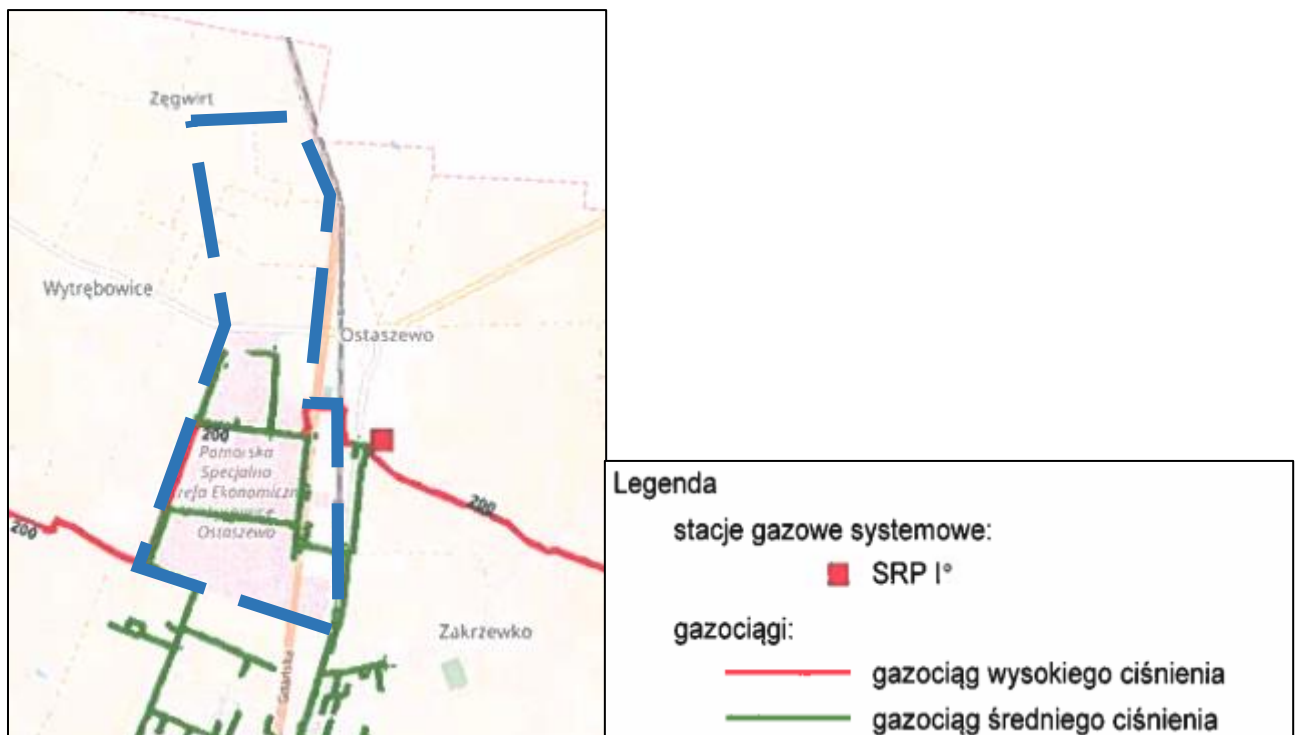 Zęgwirt
Wytrębowice
Ostaszewo
200
Pomorska
Specjalna
Strefa Ekonomiczna
Ostaszewo
200
200
Zakrzewko
Gdańska
Legenda
stacje gazowe systemowe:
SRP I°
gazociągi:
gazociąg wysokiego ciśnienia
gazociąg średniego ciśnienia